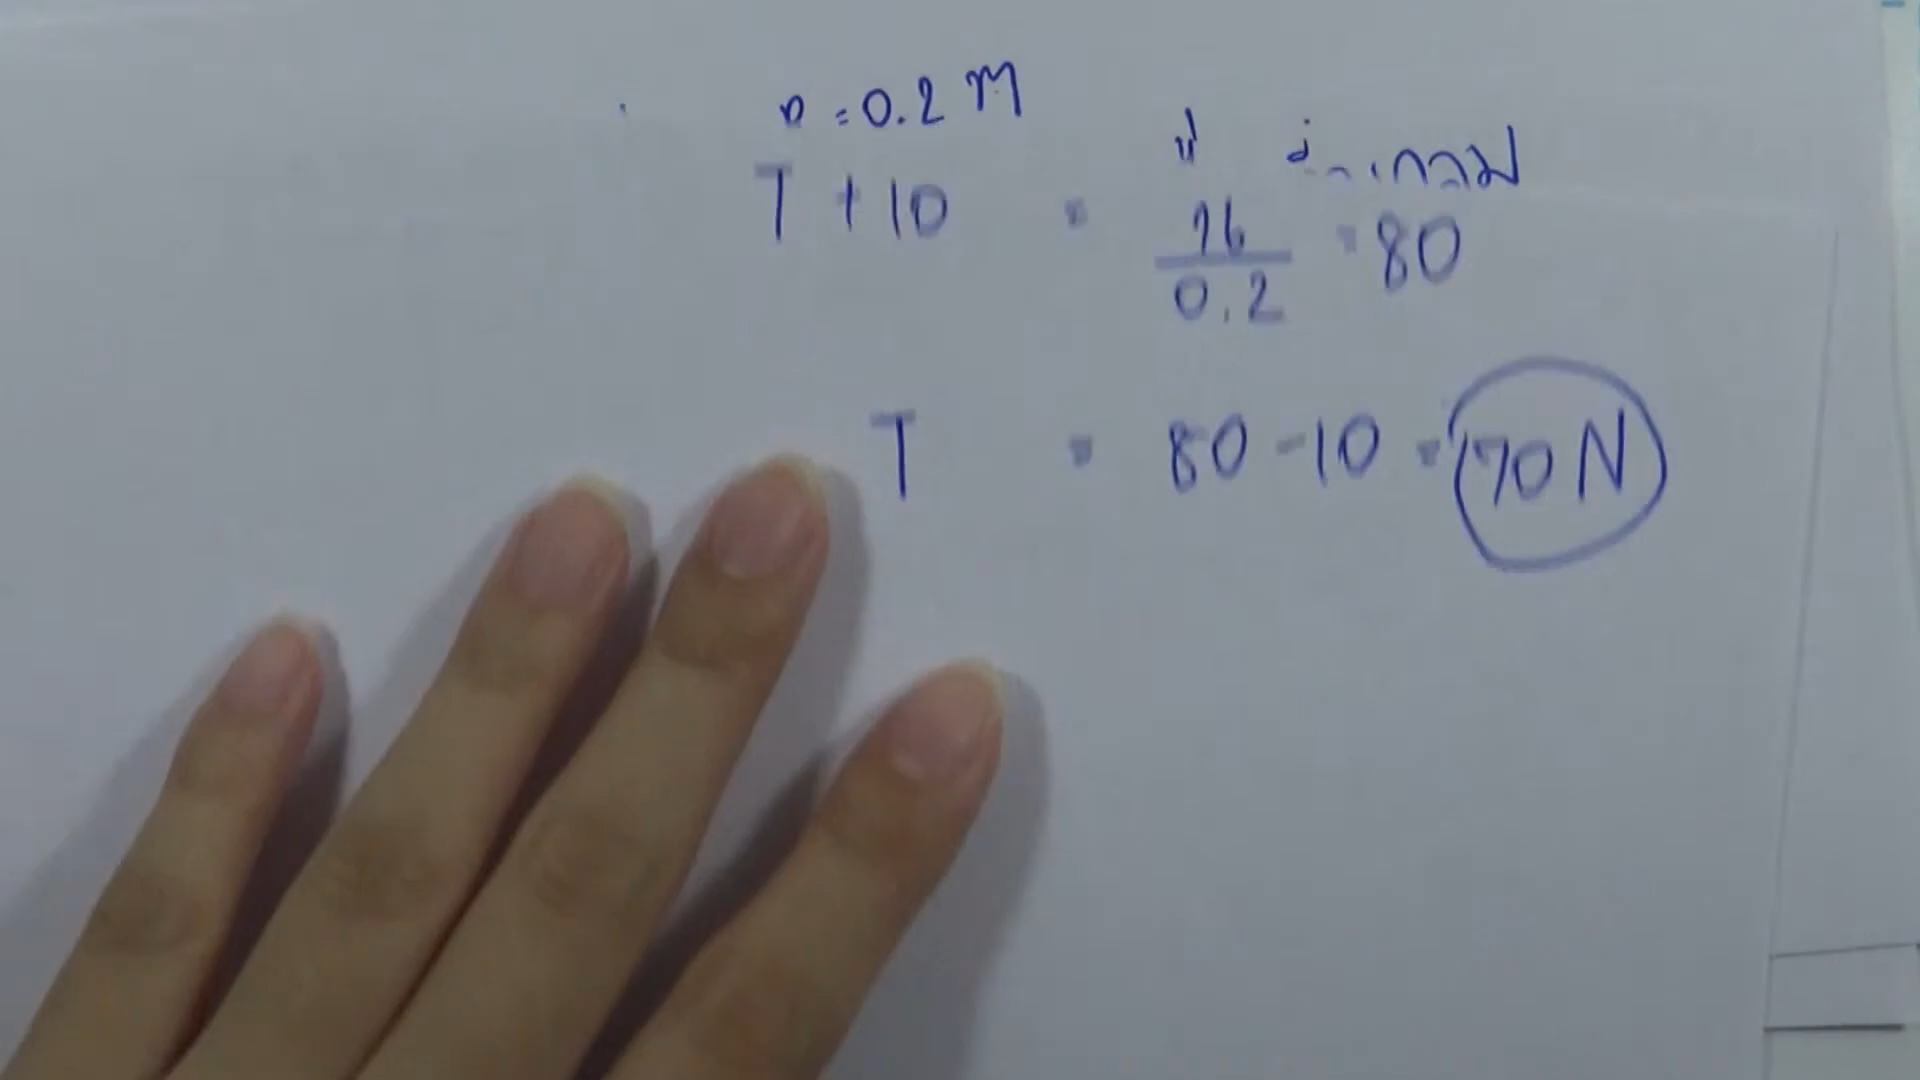 = 0.2 m
T + 10 = 16/0.2 = 80
T = 80 - 10 = 70 N